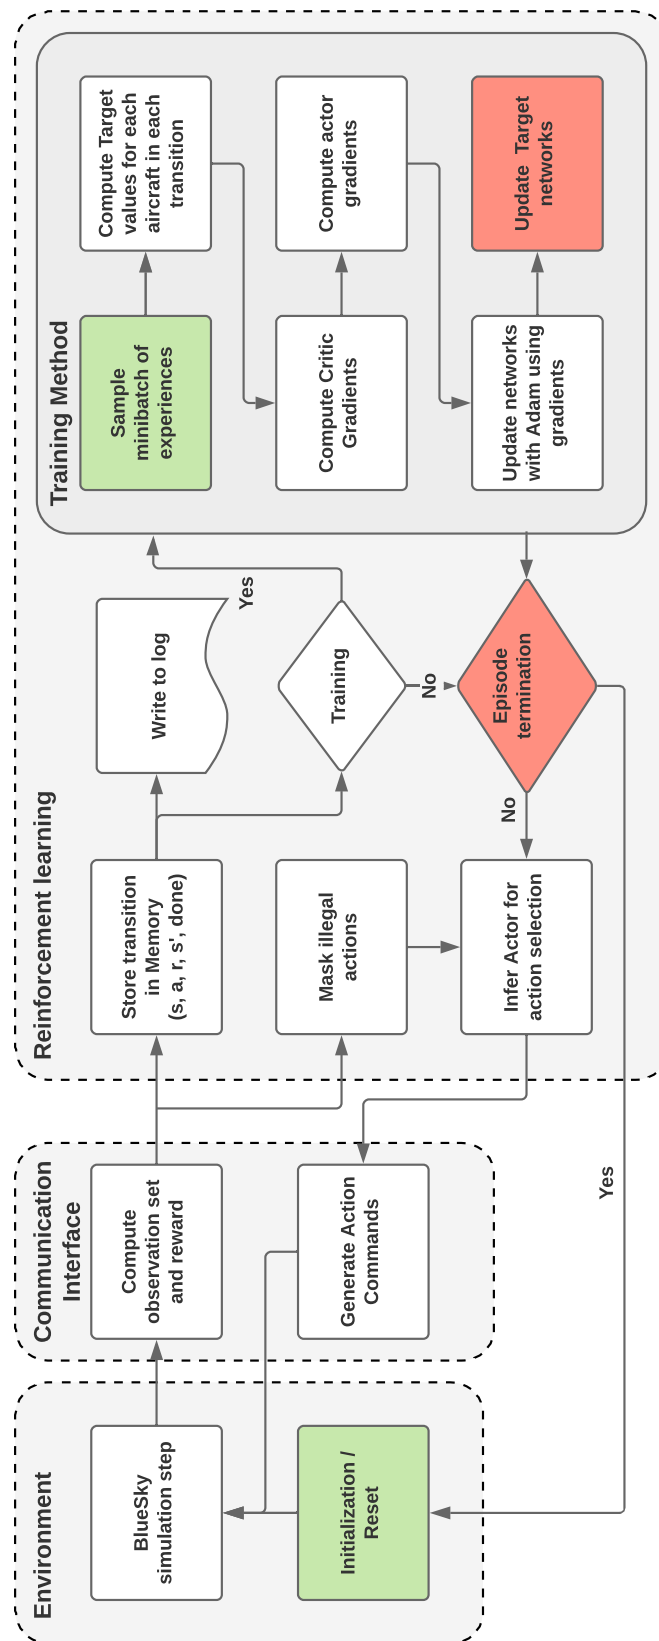 Environment
BlueSky
simulation step
Initialization /
Reset
Communication
Interface
Compute
observation set
and reward
Generate Action
Commands
Reinforcement learning
Store transition
in Memory
(s, a, r, s', done)
Mask illegal
actions
Infer Actor for
action selection
Write to log
Training
Yes
No
Episode
termination
No
Yes
Training Method
Sample
minibatch of
experiences
Compute Target
values for each
aircraft in each
transition
Compute Critic
Gradients
Compute actor
gradients
Update networks
with Adam using
gradients
Update Target
networks